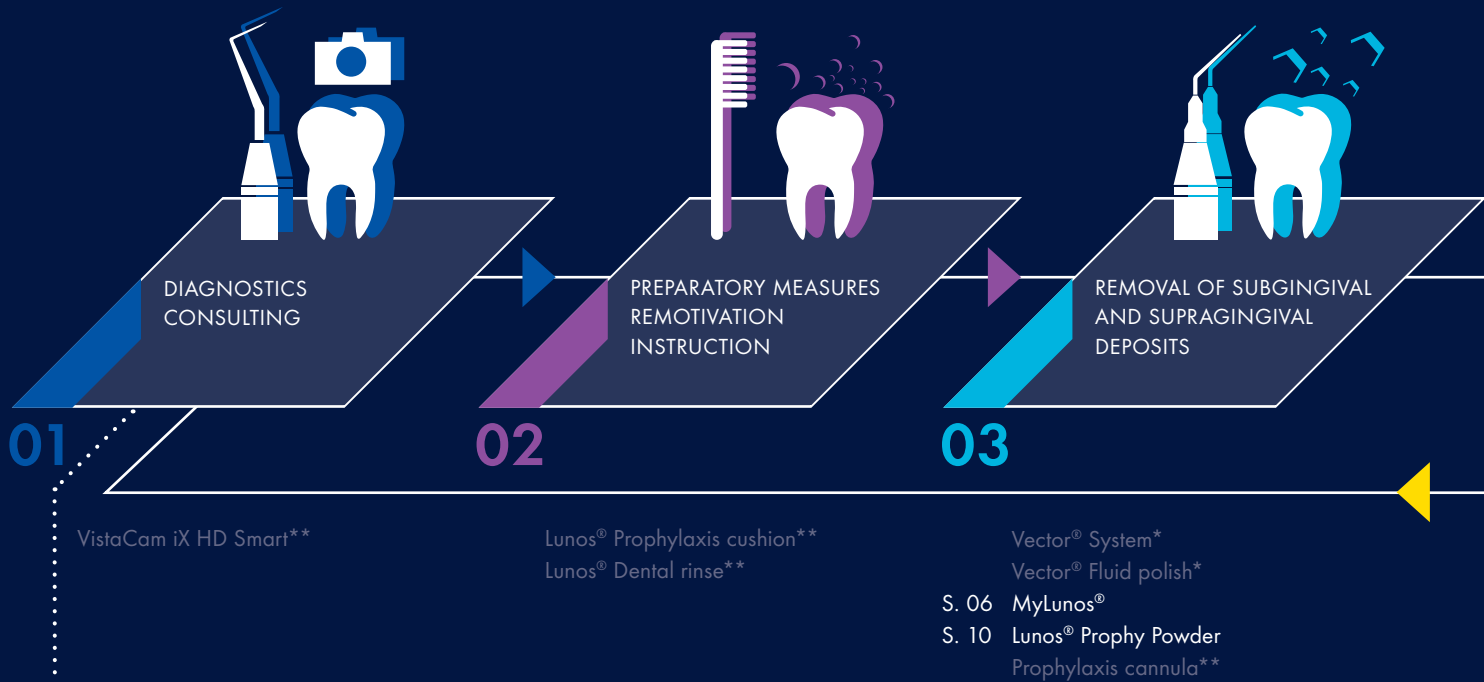 DIAGNOSTICS
CONSULTING
01
VistaCam iX HD Smart**
PREPARATORY MEASURES
REMOTIVATION
INSTRUCTION
02
Lunos® Prophylaxis cushion**
Lunos® Dental rinse**
REMOVAL OF SUBGINGIVAL
AND SUPRAGINGIVAL
DEPOSITS
03
Vector® System*
Vector® Fluid polish*
S. 06 MyLunos®
S. 10 Lunos® Prophy Powder
Prophylaxis cannula**